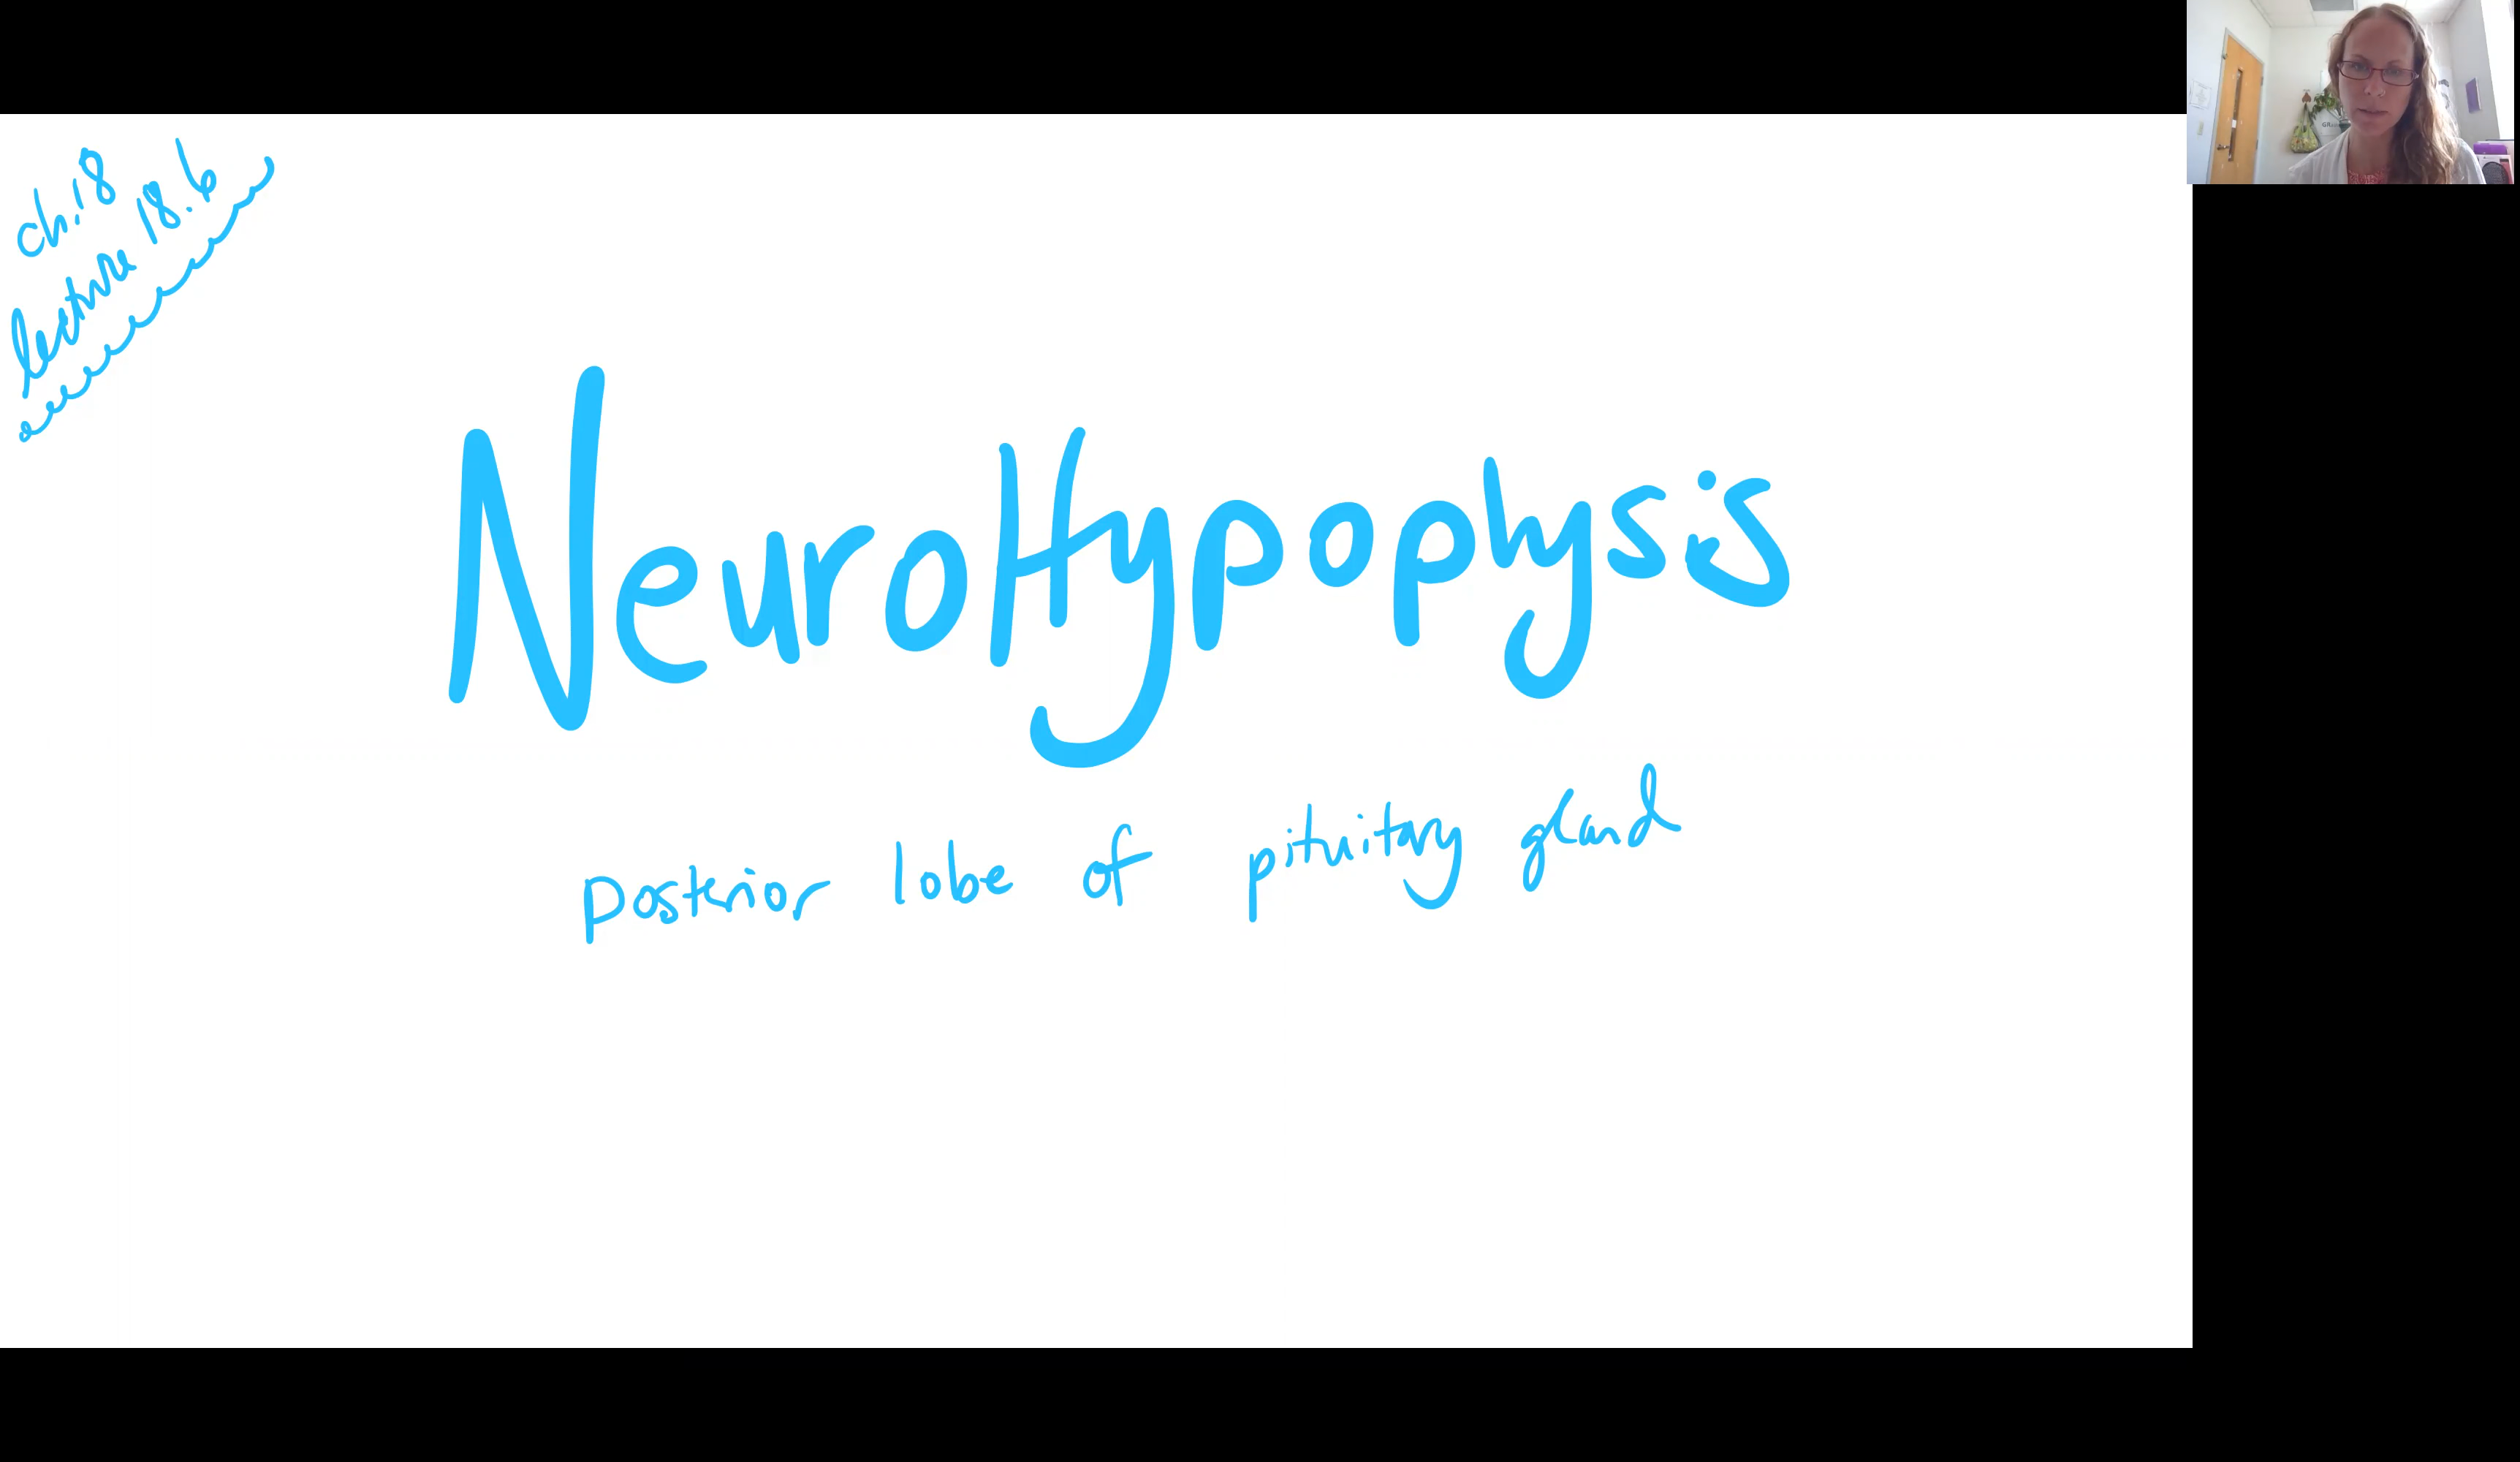 ch. 18
lecture 18.6
NeuroHypophysis
posterior lobe of pituitary gland